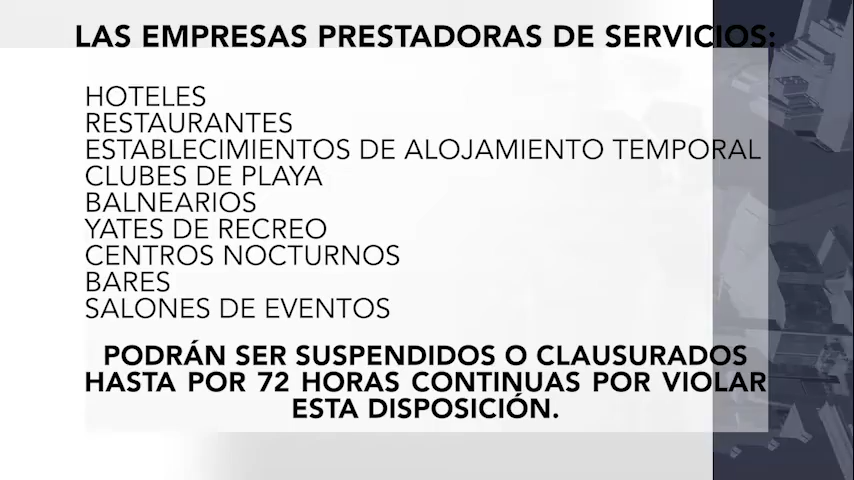 LAS EMPRESAS PRESTADORAS DE SERVICIOS:
HOTELES
RESTAURANTES
ESTABLECIMIENTOS DE ALOJAMIENTO TEMPORAL
CLUBES DE PLAYA
BALNEARIOS
YATES DE RECREO
CENTROS NOCTURNOS
BARES
SALONES DE EVENTOS
PODRÁN SER SUSPENDIDOS O CLAUSURADOS
HASTA POR 72 HORAS CONTINUAS POR VIOLAR
ESTA DISPOSICIÓN.